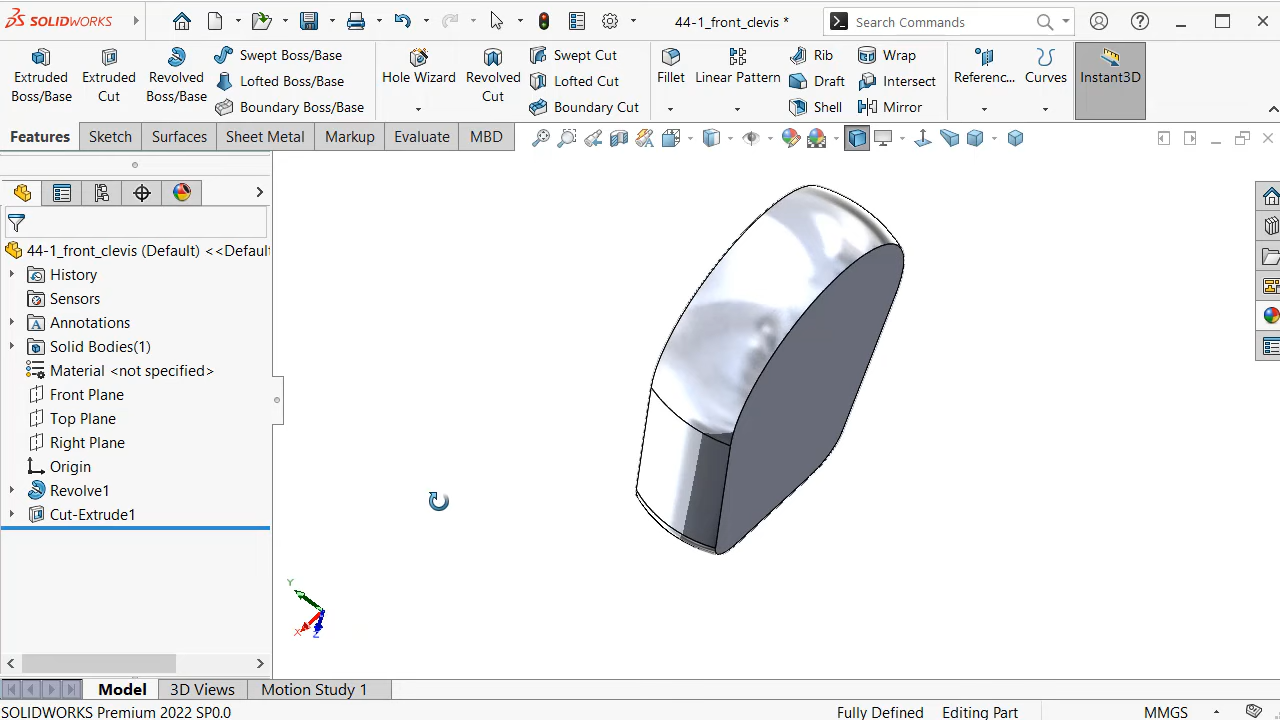 SOLIDWORKS
44-1_front_clevis *
Search Commands
Extruded Boss/Base
Extruded Cut
Revolved Boss/Base
Swept Boss/Base
Lofted Boss/Base
Boundary Boss/Base
Hole Wizard
Revolved Cut
Swept Cut
Lofted Cut
Boundary Cut
Fillet
Linear Pattern
Rib
Draft
Shell
Wrap
Intersect
Mirror
Referenc...
Curves
Instant3D
Features
Sketch
Surfaces
Sheet Metal
Markup
Evaluate
MBD
44-1_front_clevis (Default) <<Defaul
History
Sensors
Annotations
Solid Bodies(1)
Material <not specified>
Front Plane
Top Plane
Right Plane
Origin
Revolve1
Cut-Extrude1
Y
X
Z
Model
3D Views
Motion Study 1
SOLIDWORKS Premium 2022 SP0.0
Fully Defined
Editing Part
MMGS